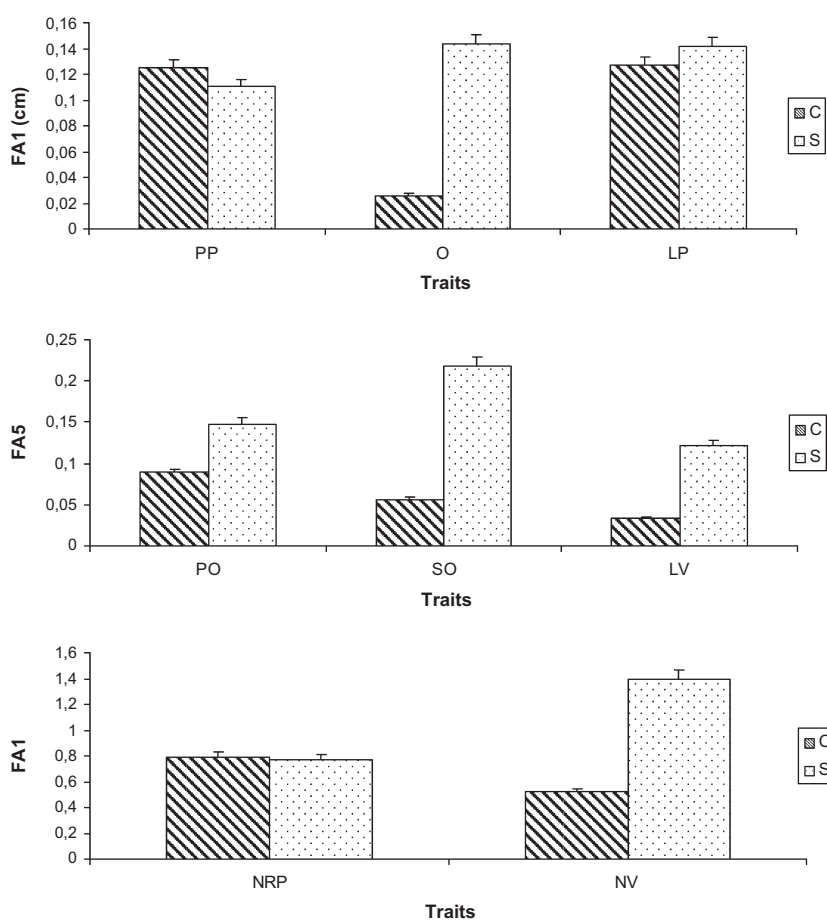 0,16
0,14
0,12
0,1
0,08
0,06
0,04
0,02
0
FA1 (cm)
PP O LP
Traits
C
S
0,25
0,2
0,15
0,1
0,05
0
FA5
PO SO LV
Traits
C
S
1,6
1,4
1,2
1
0,8
0,6
0,4
0,2
0
FA1
NRP NV
Traits
C
S